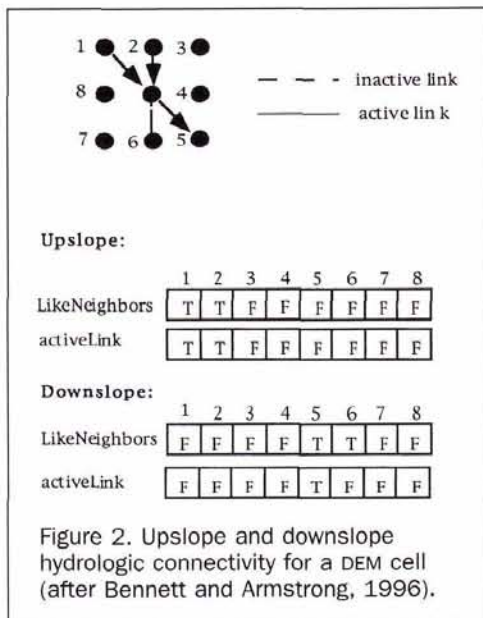 1 2 3
8 4
7 6 5
inactive link
active lin k
Upslope:
1 2 3 4 5 6 7 8
LikeNeighbors T T F F F F F F
activeLink T T F F F F F F
Downslope:
1 2 3 4 5 6 7 8
LikeNeighbors F F F F T T F F
activeLink F F F F T F F F
Figure 2. Upslope and downslope
hydrologic connectivity for a DEM cell
(after Bennett and Armstrong, 1996).